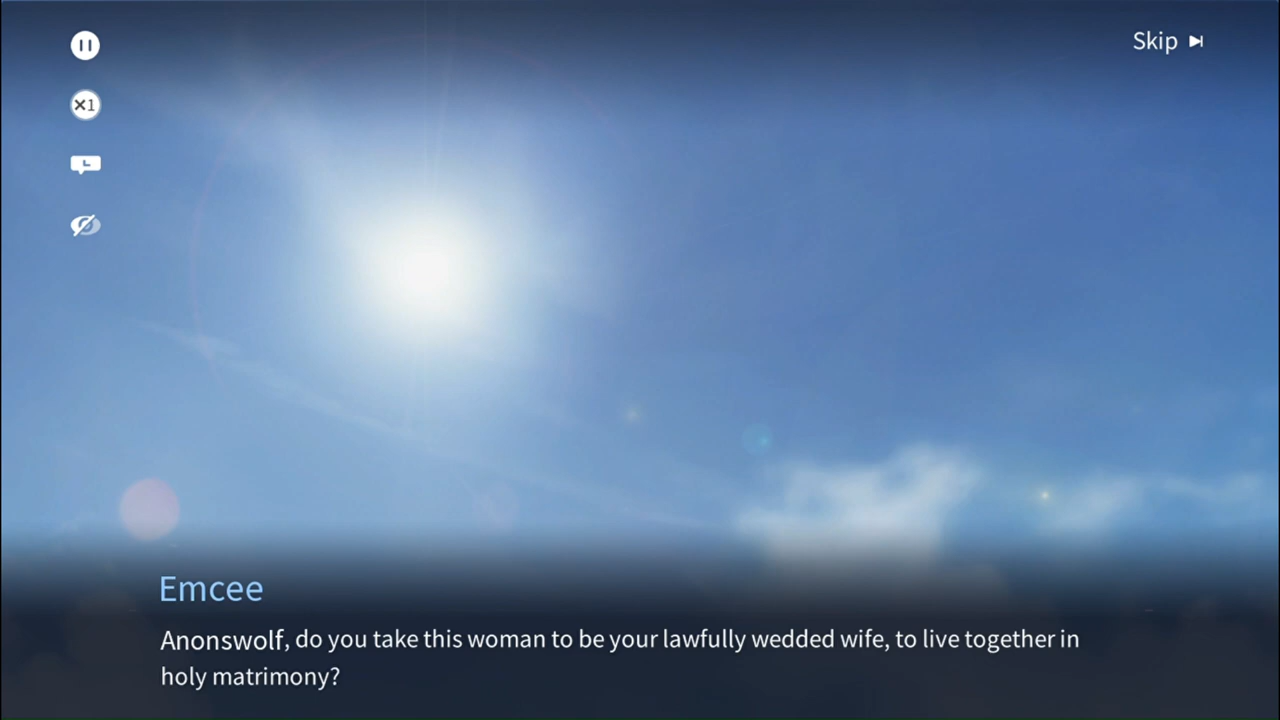 Skip
×1
Emcee
Anonswolf, do you take this woman to be your lawfully wedded wife, to live together in
holy matrimony?